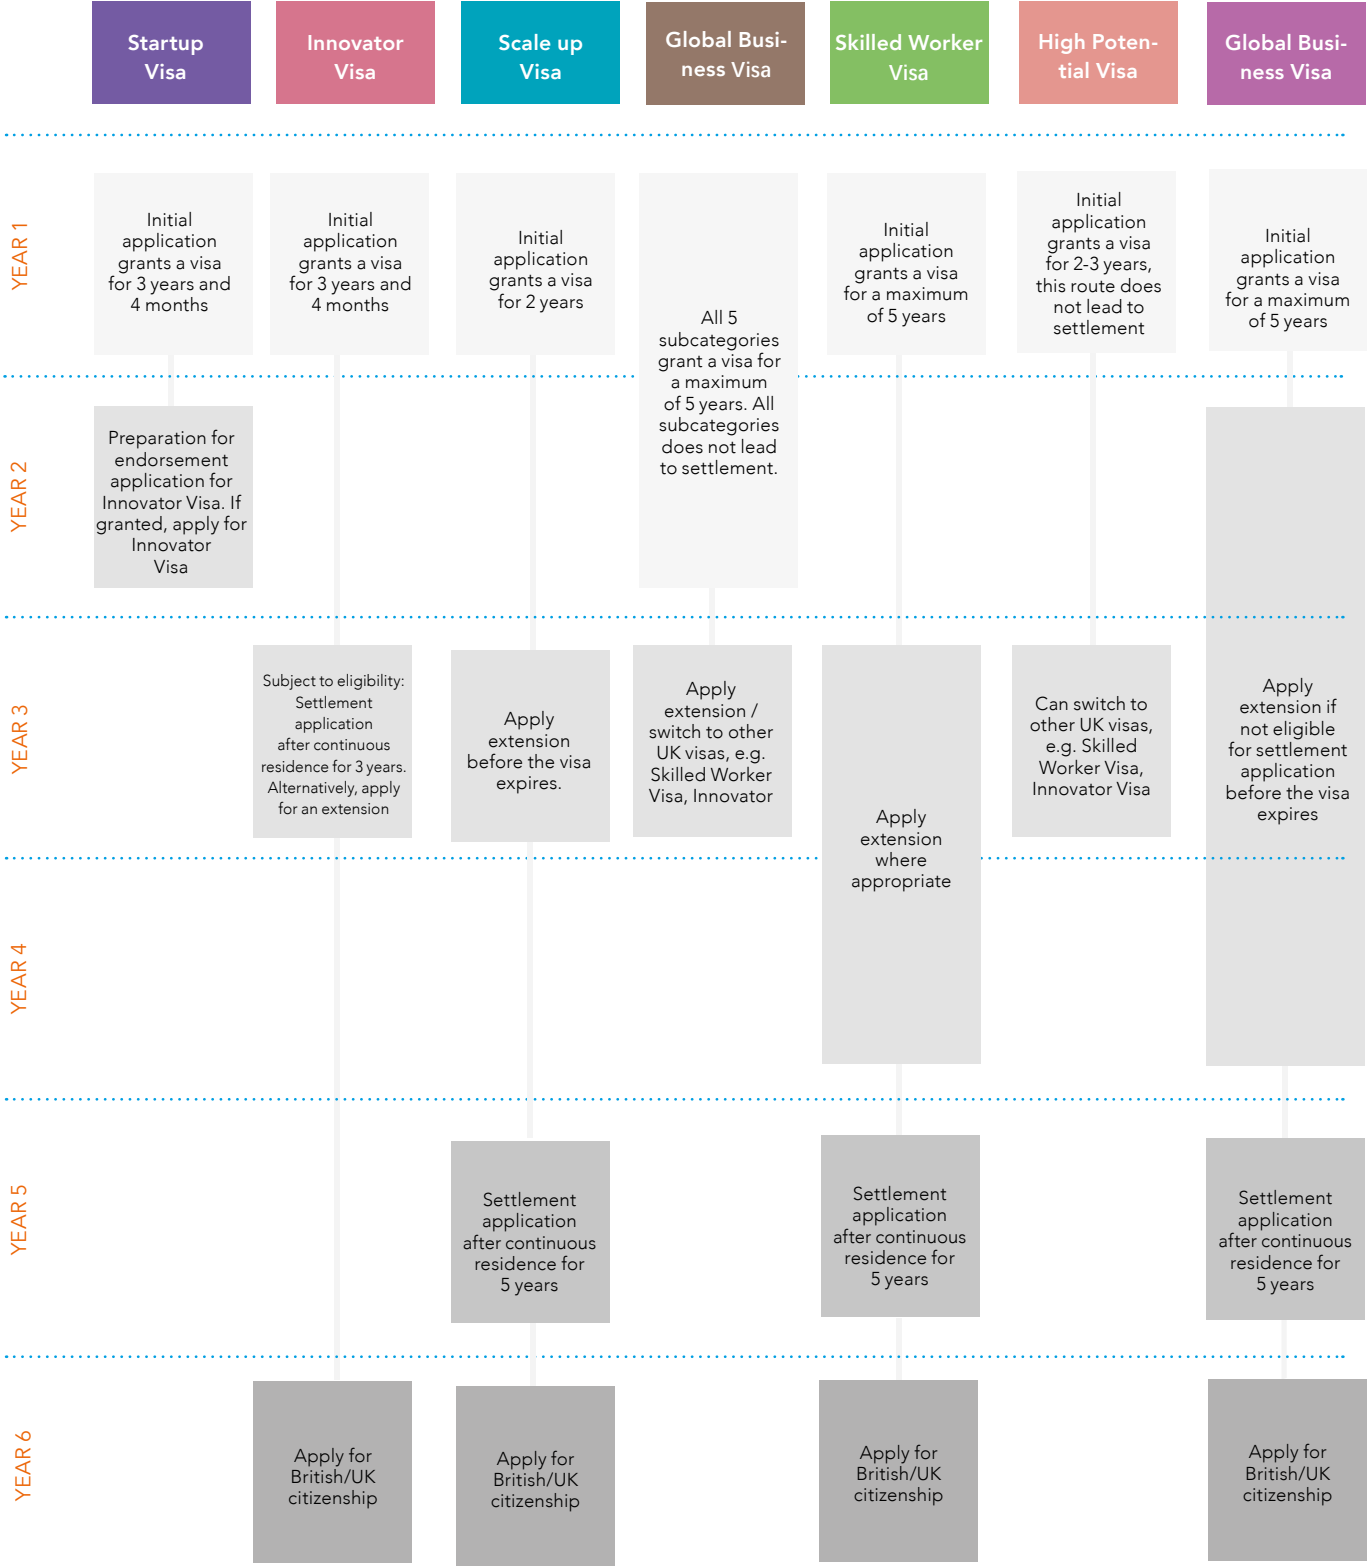 Startup
Visa
Innovator
Visa
Scale up
Visa
Global Busi-
ness Visa
Skilled Worker
Visa
High Poten-
tial Visa
Global Busi-
ness Visa
YEAR 1
Initial
application
grants a visa
for 3 years and
4 months
Initial
application
grants a visa
for 3 years and
4 months
Initial
application
grants a visa
for 2 years
All 5
subcategories
grant a visa for
a maximum
of 5 years. All
subcategories
does not lead
to settlement.
Initial
application
grants a visa
for a maximum
of 5 years
Initial
application
grants a visa
for 2-3 years,
this route does
not lead to
settlement
Initial
application
grants a visa
for a maximum
of 5 years
YEAR 2
Preparation for
endorsement
application for
Innovator Visa. If
granted, apply for
Innovator
Visa
YEAR 3
Subject to eligibility:
Settlement
application
after continuous
residence for 3 years.
Alternatively, apply
for an extension
Apply
extension
before the visa
expires.
Apply
extension /
switch to other
UK visas, e.g.
Skilled Worker
Visa, Innovator
Apply
extension
where
appropriate
Can switch to
other UK visas,
e.g. Skilled
Worker Visa,
Innovator Visa
Apply
extension if
not eligible
for settlement
application
before the visa
expires
YEAR 4
YEAR 5
Settlement
application
after continuous
residence for
5 years
Settlement
application
after continuous
residence for
5 years
Settlement
application
after continuous
residence for
5 years
YEAR 6
Apply for
British/UK
citizenship
Apply for
British/UK
citizenship
Apply for
British/UK
citizenship
Apply for
British/UK
citizenship